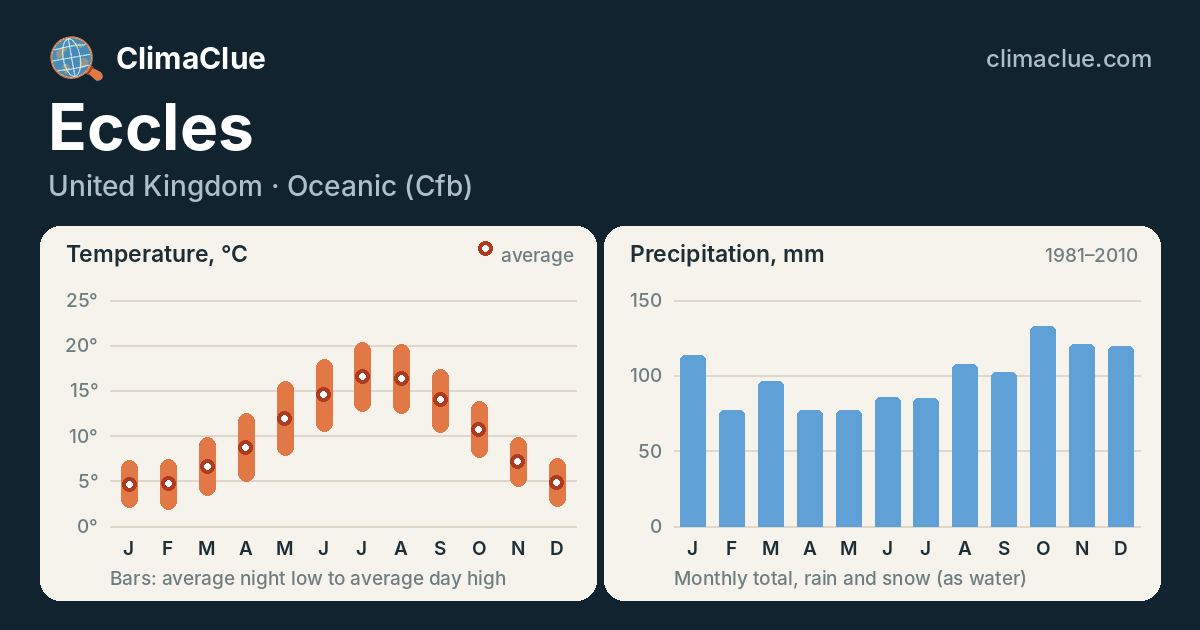 ClimaClue
climaclue.com
Eccles
United Kingdom · Oceanic (Cfb)
Temperature, °C
average
25°
20°
15°
10°
5°
0°
J F M A M J J A S O N D
Bars: average night low to average day high
Precipitation, mm
1981–2010
150
100
50
0
J F M A M J J A S O N D
Monthly total, rain and snow (as water)